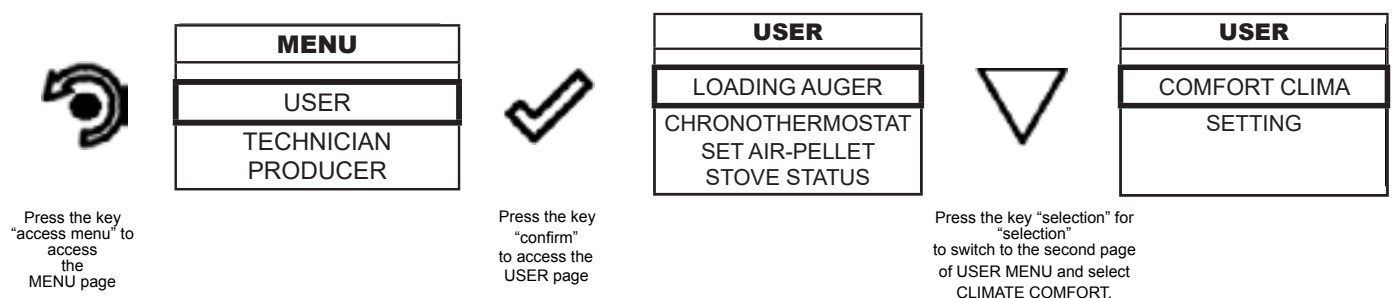 MENU
USER
TECHNICIAN
PRODUCER
USER
LOADING AUGER
CHRONOTHERMOSTAT
SET AIR-PELLET
STOVE STATUS
USER
COMFORT CLIMA
SETTING
Press the key
“access menu” to
access
the
MENU page
Press the key
“confirm”
to access the
USER page
Press the key “selection” for
“selection”
to switch to the second page
of USER MENU and select
CLIMATE COMFORT.